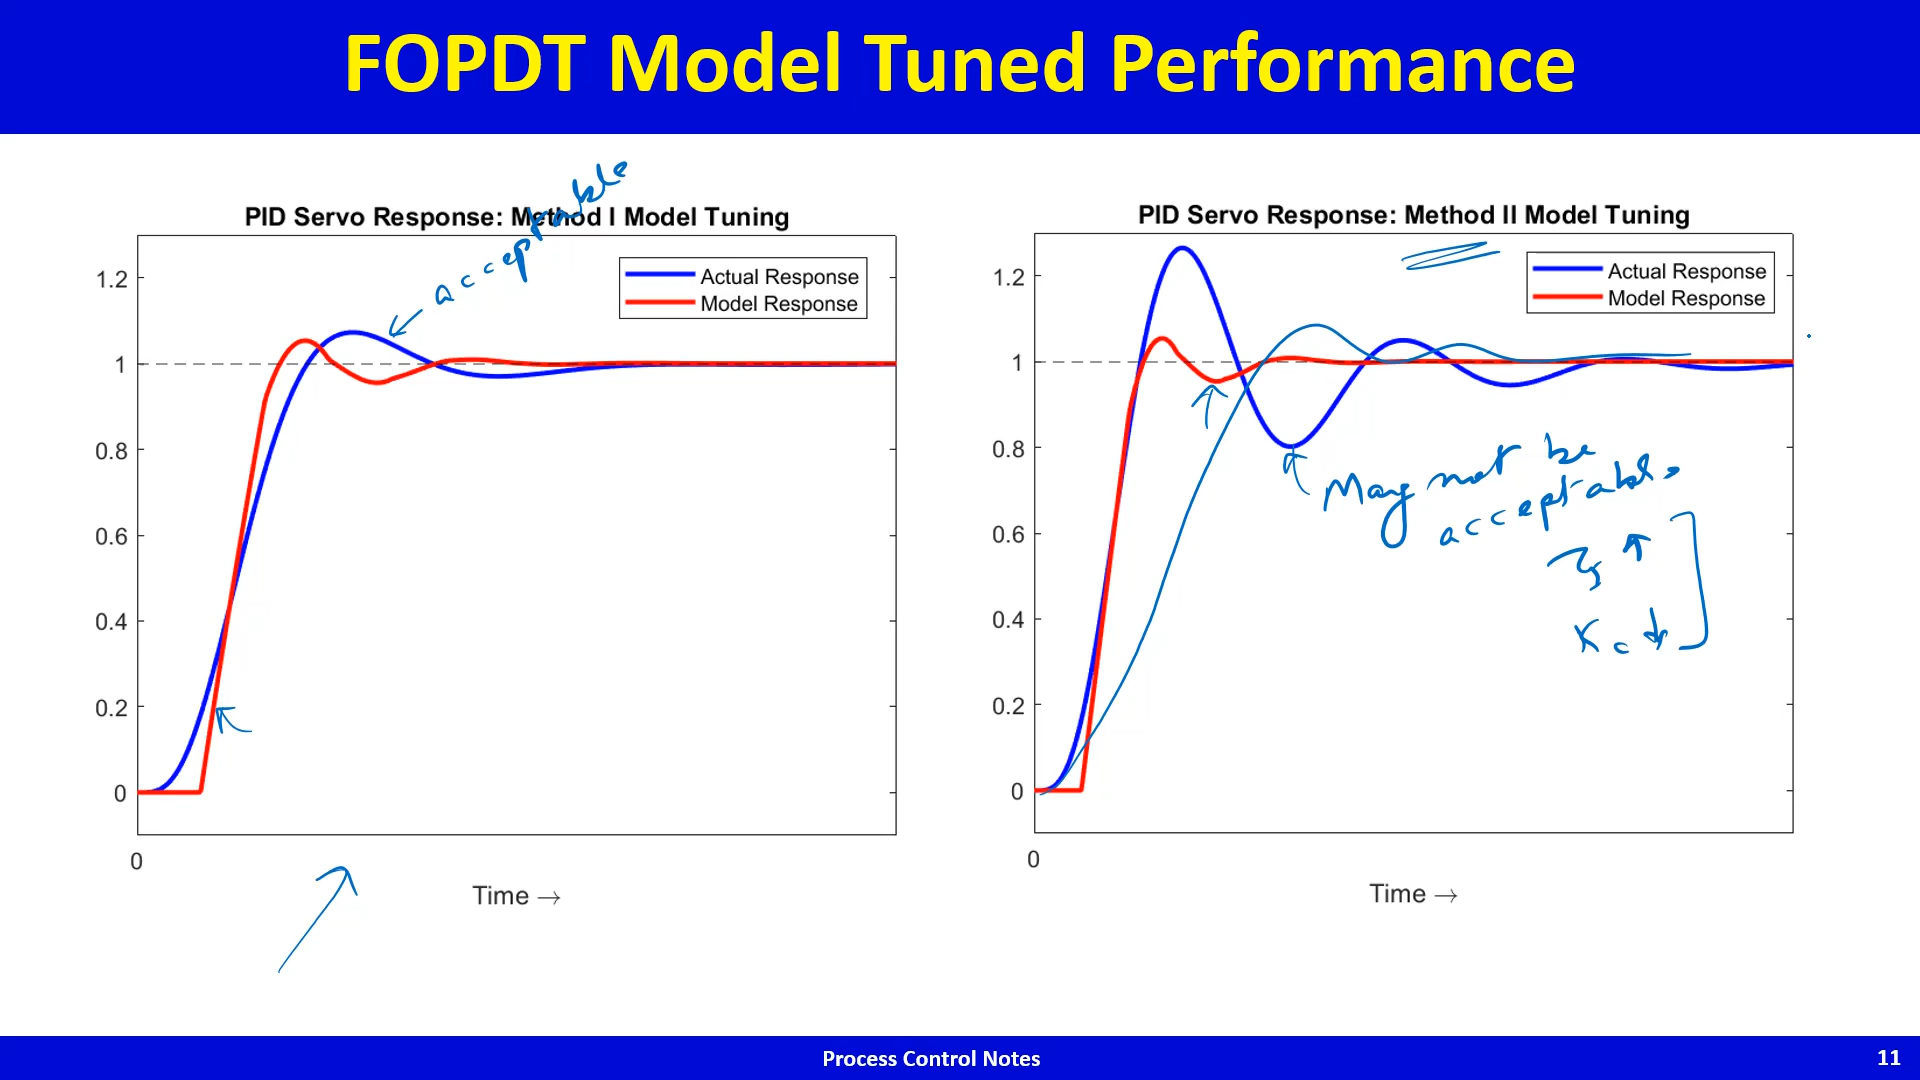 FOPDT Model Tuned Performance
acceptable
PID Servo Response: Method I Model Tuning
Actual Response
Model Response
1.2
1
0.8
0.6
0.4
0.2
0
0
Time →
PID Servo Response: Method II Model Tuning
Actual Response
Model Response
1.2
1
0.8
0.6
0.4
0.2
0
0
Time →
May not be
acceptable
↑
Kc ↓
Process Control Notes
11